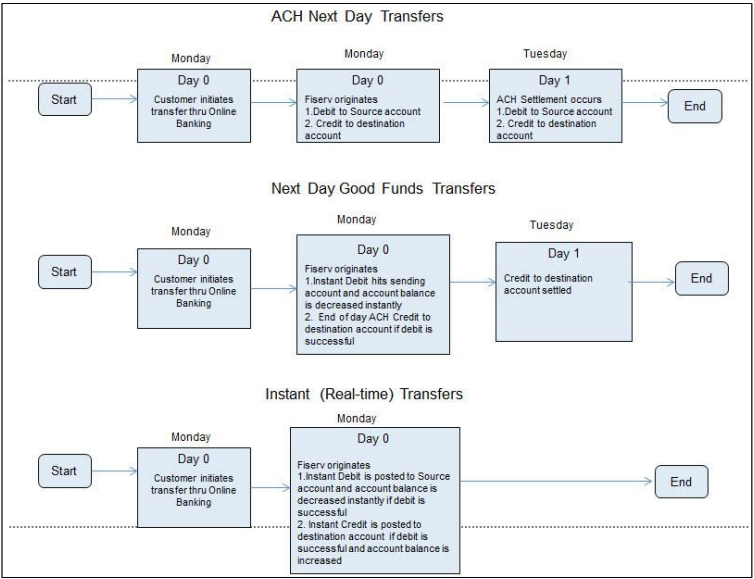 ACH Next Day Transfers
Monday
Monday
Tuesday
Start
Day 0
Customer initiates
transfer thru Online
Banking
Day 0
Fiserv originates
1.Debit to Source account
2. Credit to destination
account
Day 1
ACH Settlement occurs
1.Debit to Source account
2. Credit to destination
account
End
Next Day Good Funds Transfers
Monday
Monday
Tuesday
Start
Day 0
Customer initiates
transfer thru Online
Banking
Day 0
Fiserv originates
1.Instant Debit hits sending
account and account balance
is decreased instantly
2. End of day ACH Credit to
destination account if debit is
successful
Day 1
Credit to destination
account settled
End
Instant (Real-time) Transfers
Monday
Monday
Start
Day 0
Customer initiates
transfer thru Online
Banking
Day 0
Fiserv originates
1.Instant Debit is posted to Source
account and account balance is
decreased instantly if debit is
successful
2. Instant Credit is posted to
destination account if debit is
successful and account balance is
increased
End